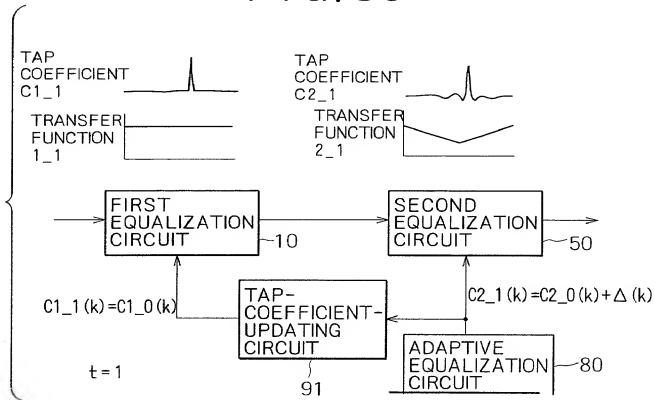 TAP
COEFFICIENT
C1_1
TRANSFER
FUNCTION
1_1
TAP
COEFFICIENT
C2_1
TRANSFER
FUNCTION
2_1
FIRST
EQUALIZATION
CIRCUIT
10
SECOND
EQUALIZATION
CIRCUIT
50
C1_1(k)=C1_0(k)
TAP-
COEFFICIENT-
UPDATING
CIRCUIT
91
C2_1(k)=C2_0(k)+Δ(k)
ADAPTIVE
EQUALIZATION
CIRCUIT
80
t=1